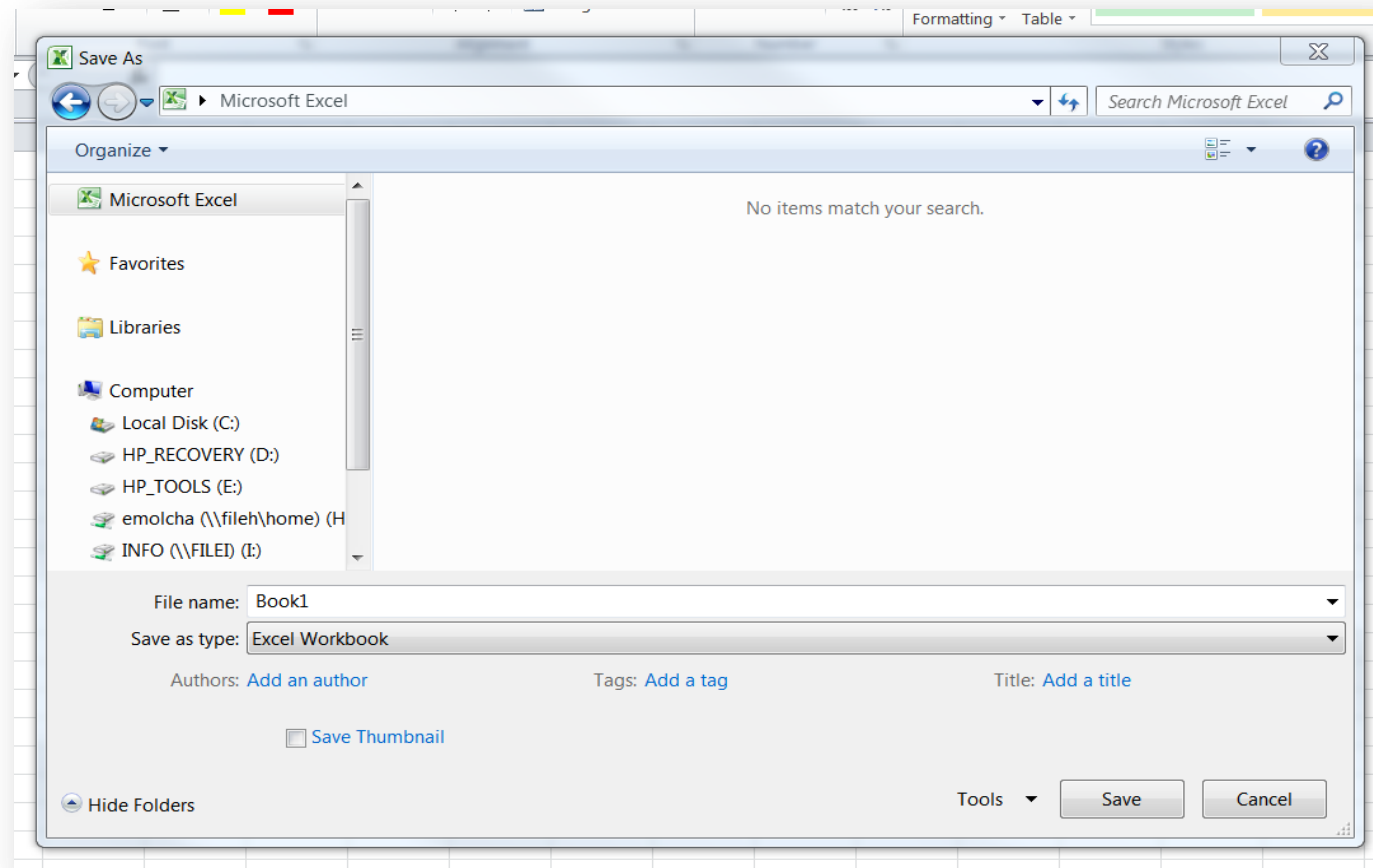 Formatting Table
Save As
Microsoft Excel
Search Microsoft Excel
Organize
Microsoft Excel
No items match your search.
Favorites
Libraries
Computer
Local Disk (C:)
HP_RECOVERY (D:)
HP_TOOLS (E:)
emolcha (\\fileh\home) (H
INFO (\\FILEI) (I:)
File name: Book1
Save as type: Excel Workbook
Authors: Add an author Tags: Add a tag Title: Add a title
Save Thumbnail
Hide Folders Tools Save Cancel